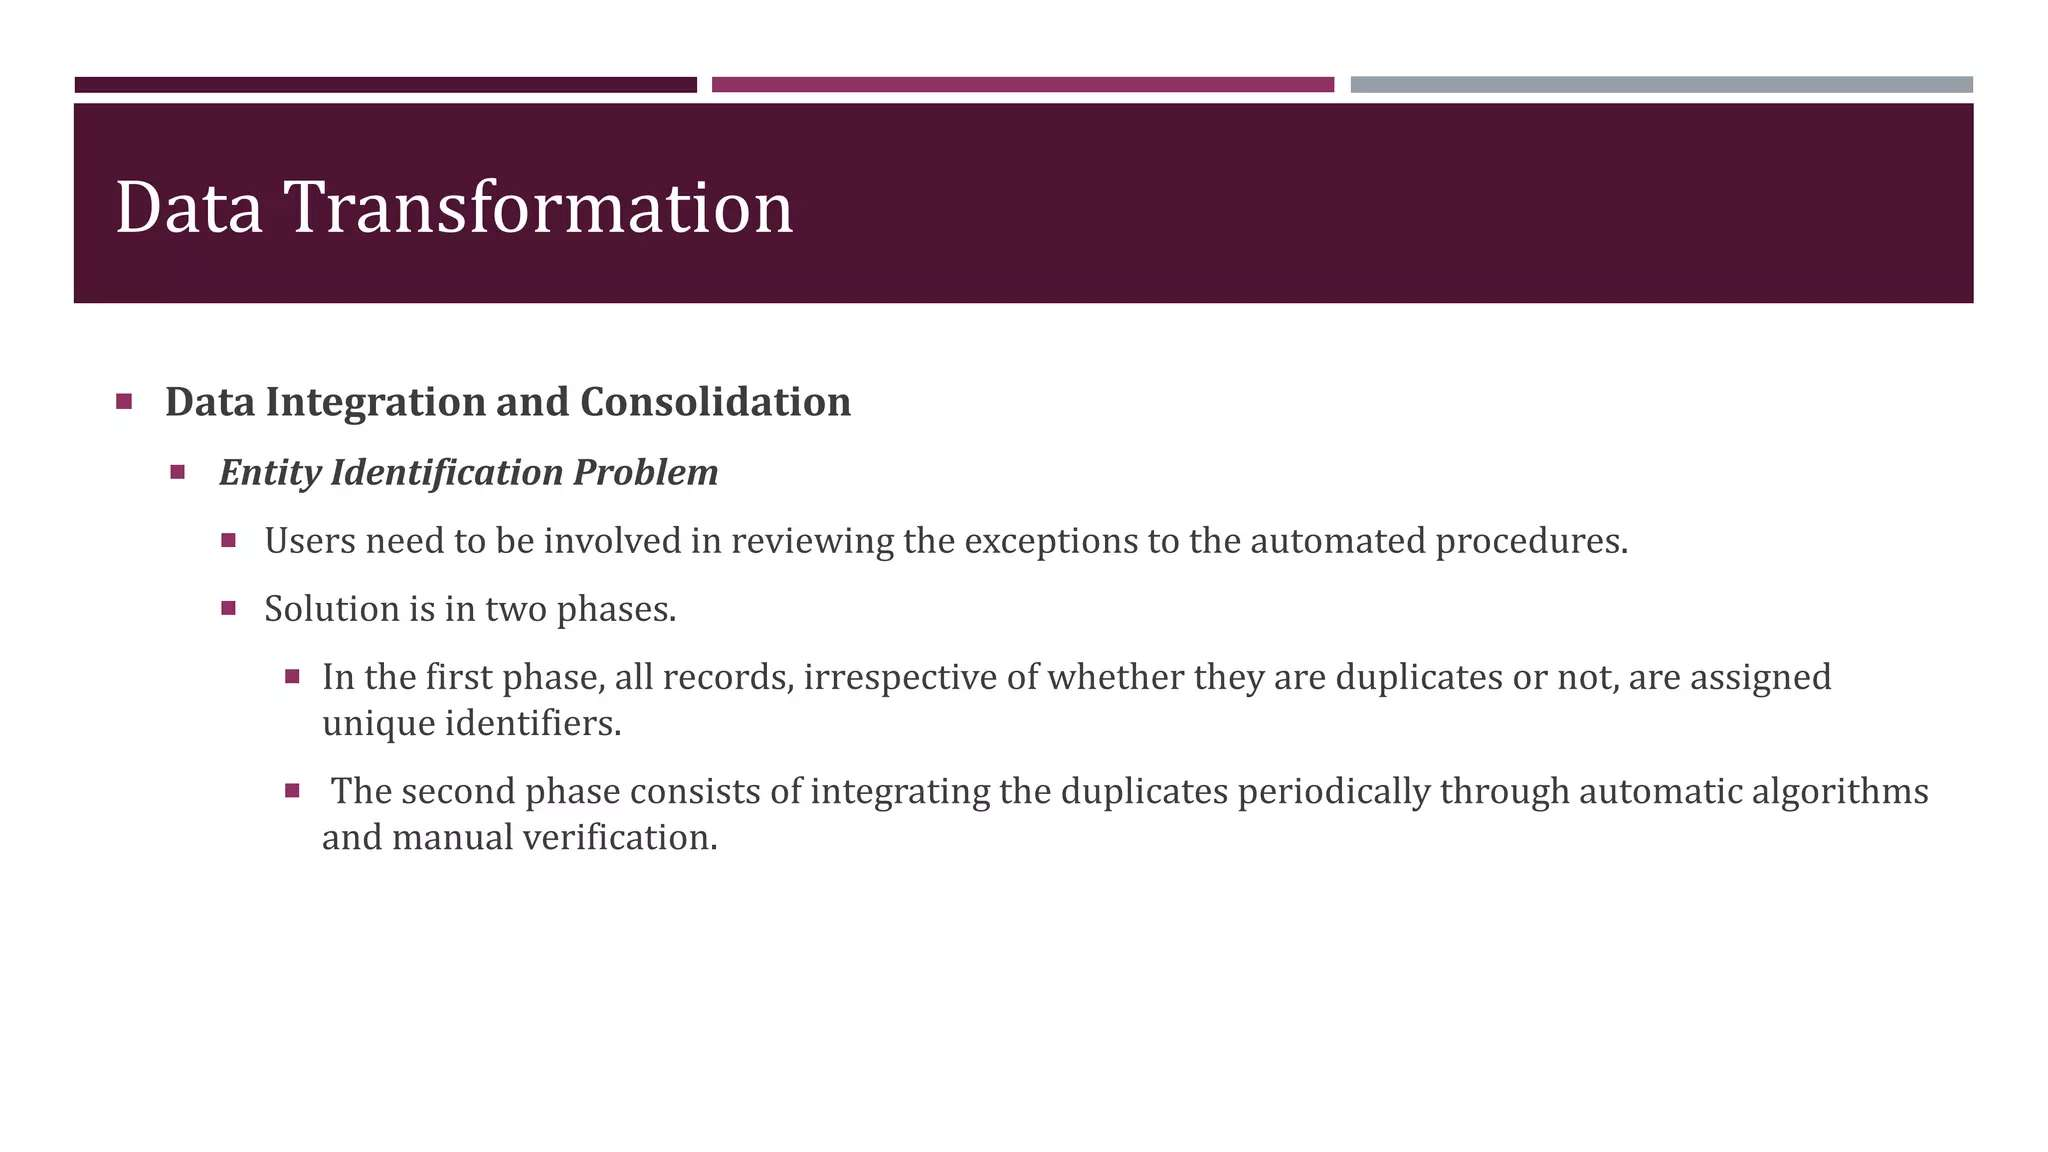 Data Transformation
Data Integration and Consolidation
Entity Identification Problem
Users need to be involved in reviewing the exceptions to the automated procedures.
Solution is in two phases.
In the first phase, all records, irrespective of whether they are duplicates or not, are assigned
unique identifiers.
The second phase consists of integrating the duplicates periodically through automatic algorithms
and manual verification.